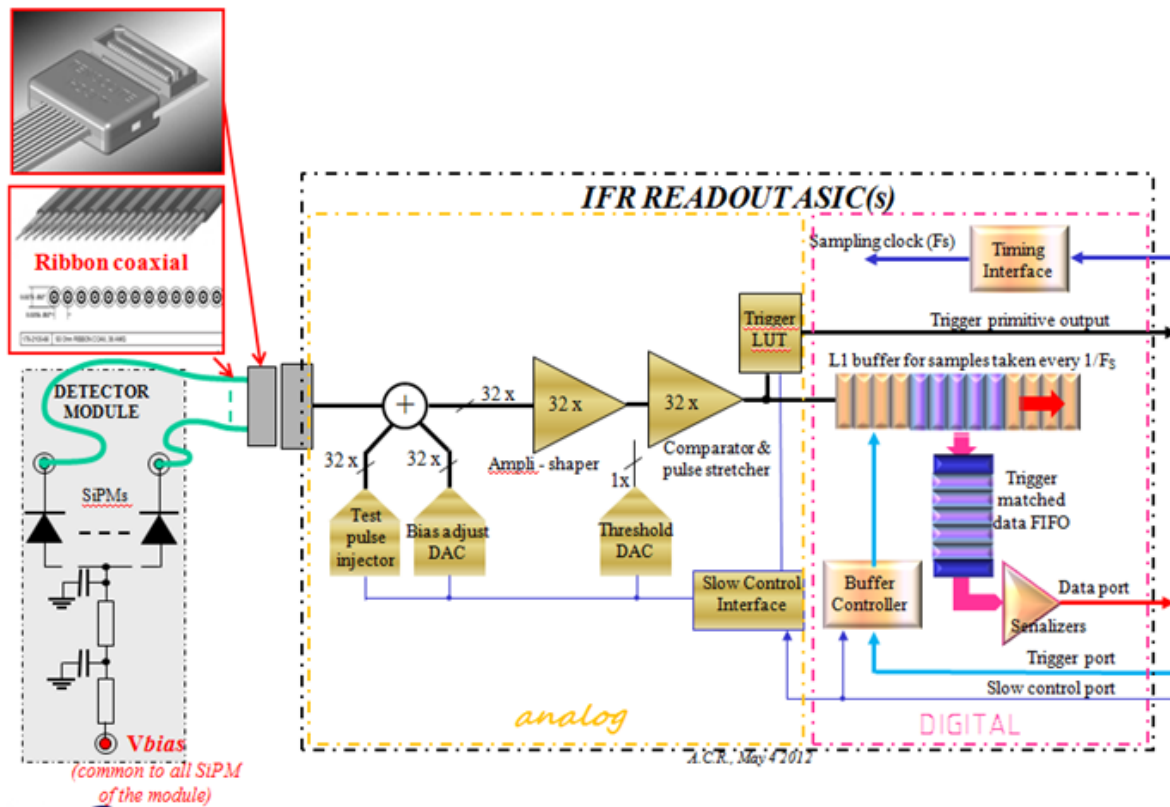 Ribbon coaxial
DETECTOR
MODULE
SiPMs
Vbias
(common to all SiPM
of the module)
IFR READOUT ASIC(s)
32 x
32 x
32 x
32 x
32 x
Ampli - shaper
Comparator &
pulse stretcher
1x
Test
pulse
injector
Bias adjust
DAC
Threshold
DAC
Slow Control
Interface
Trigger
LUT
analog
Sampling clock (Fs)
Timing
Interface
Trigger primitive output
L1 buffer for samples taken every 1/FS
Trigger
matched
data FIFO
Buffer
Controller
Serializers
Data port
Trigger port
Slow control port
DIGITAL
A.C.R., May 4 2012